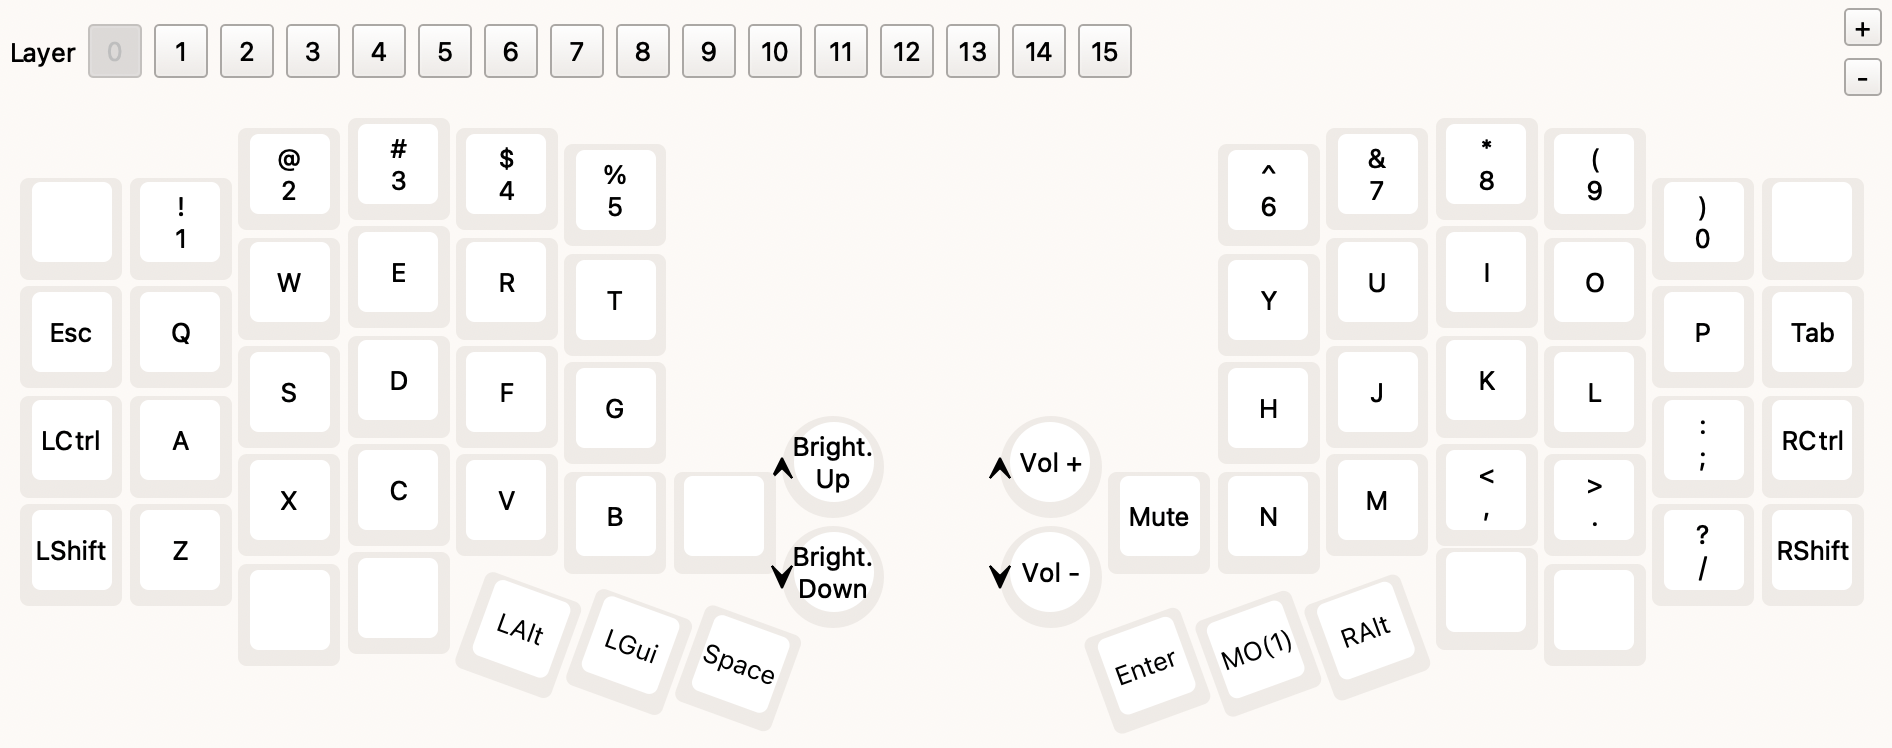 Layer 0 1 2 3 4 5 6 7 8 9 10 11 12 13 14 15
+
-
! 1 @ 2 # 3 $ 4 % 5 ^ 6 & 7 * 8 ( 9 ) 0
Esc Q W E R T Y U I O P Tab
LCtrl A S D F G H J K L : ; RCtrl
LShift Z X C V B Mute N M < , > . ? / RShift
Bright. Up Vol +
Bright. Down Vol -
LAlt LGui Space Enter MO(1) RAlt